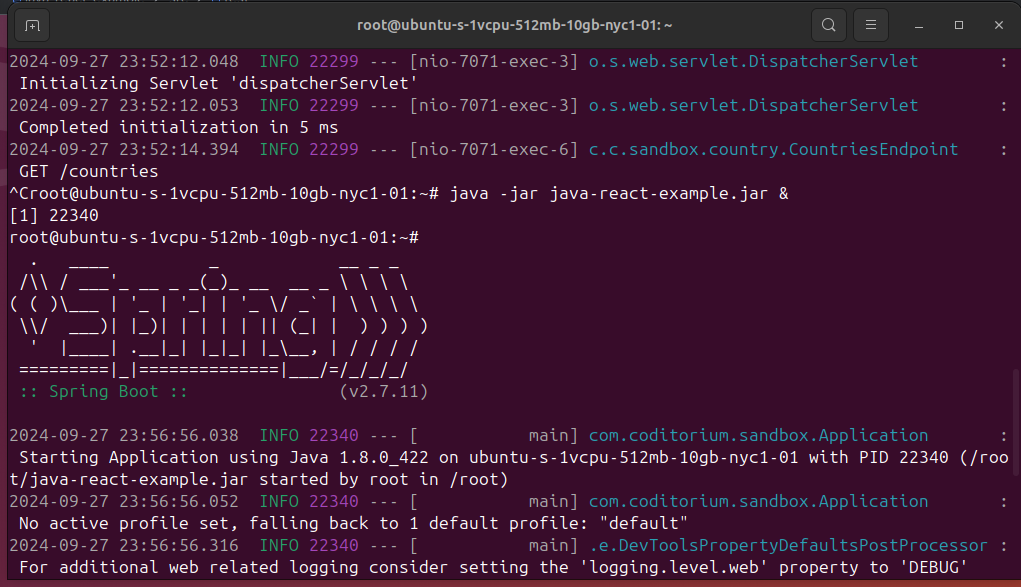 root@ubuntu-s-1vcpu-512mb-10gb-nyc1-01: ~
2024-09-27 23:52:12.048  INFO 22299 --- [nio-7071-exec-3] o.s.web.servlet.DispatcherServlet        :
 Initializing Servlet 'dispatcherServlet'
2024-09-27 23:52:12.053  INFO 22299 --- [nio-7071-exec-3] o.s.web.servlet.DispatcherServlet        :
 Completed initialization in 5 ms
2024-09-27 23:52:14.394  INFO 22299 --- [nio-7071-exec-6] c.c.sandbox.country.CountriesEndpoint    :
 GET /countries
^Croot@ubuntu-s-1vcpu-512mb-10gb-nyc1-01:~# java -jar java-react-example.jar &
[1] 22340
root@ubuntu-s-1vcpu-512mb-10gb-nyc1-01:~#
  .   ____          _            __ _ _
 /\\ / ___'_ __ _ _(_)_ __  __ _ \ \ \ \
( ( )\___ | '_ | '_| | '_ \/ _` | \ \ \ \
 \\/  ___)| |_)| | | | | || (_| |  ) ) ) )
  '  |____| .__|_| |_|_| |_\__, | / / / /
 =========|_|==============|___/=/_/_/_/
 :: Spring Boot ::               (v2.7.11)
2024-09-27 23:56:56.038  INFO 22340 --- [           main] com.coditorium.sandbox.Application       :
 Starting Application using Java 1.8.0_422 on ubuntu-s-1vcpu-512mb-10gb-nyc1-01 with PID 22340 (/roo
t/java-react-example.jar started by root in /root)
2024-09-27 23:56:56.052  INFO 22340 --- [           main] com.coditorium.sandbox.Application       :
 No active profile set, falling back to 1 default profile: "default"
2024-09-27 23:56:56.316  INFO 22340 --- [           main] .e.DevToolsPropertyDefaultsPostProcessor :
 For additional web related logging consider setting the 'logging.level.web' property to 'DEBUG'